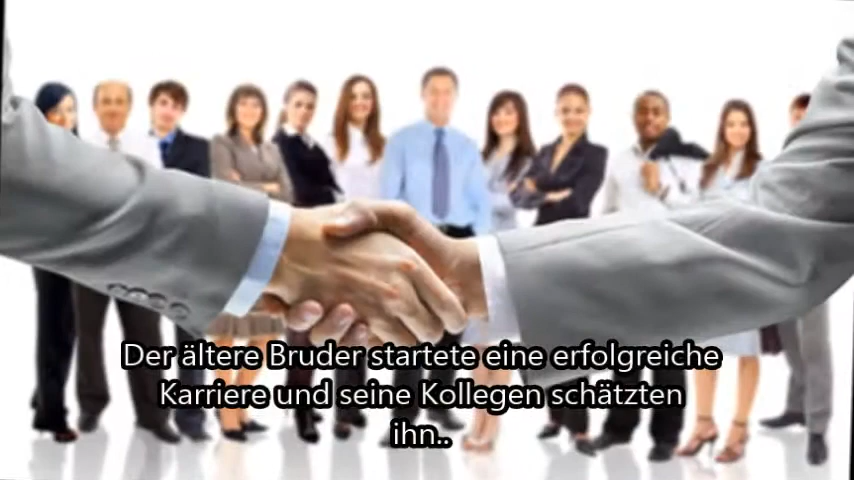 Der ältere Bruder startete eine erfolgreiche
Karriere und seine Kollegen schätzten
ihn..